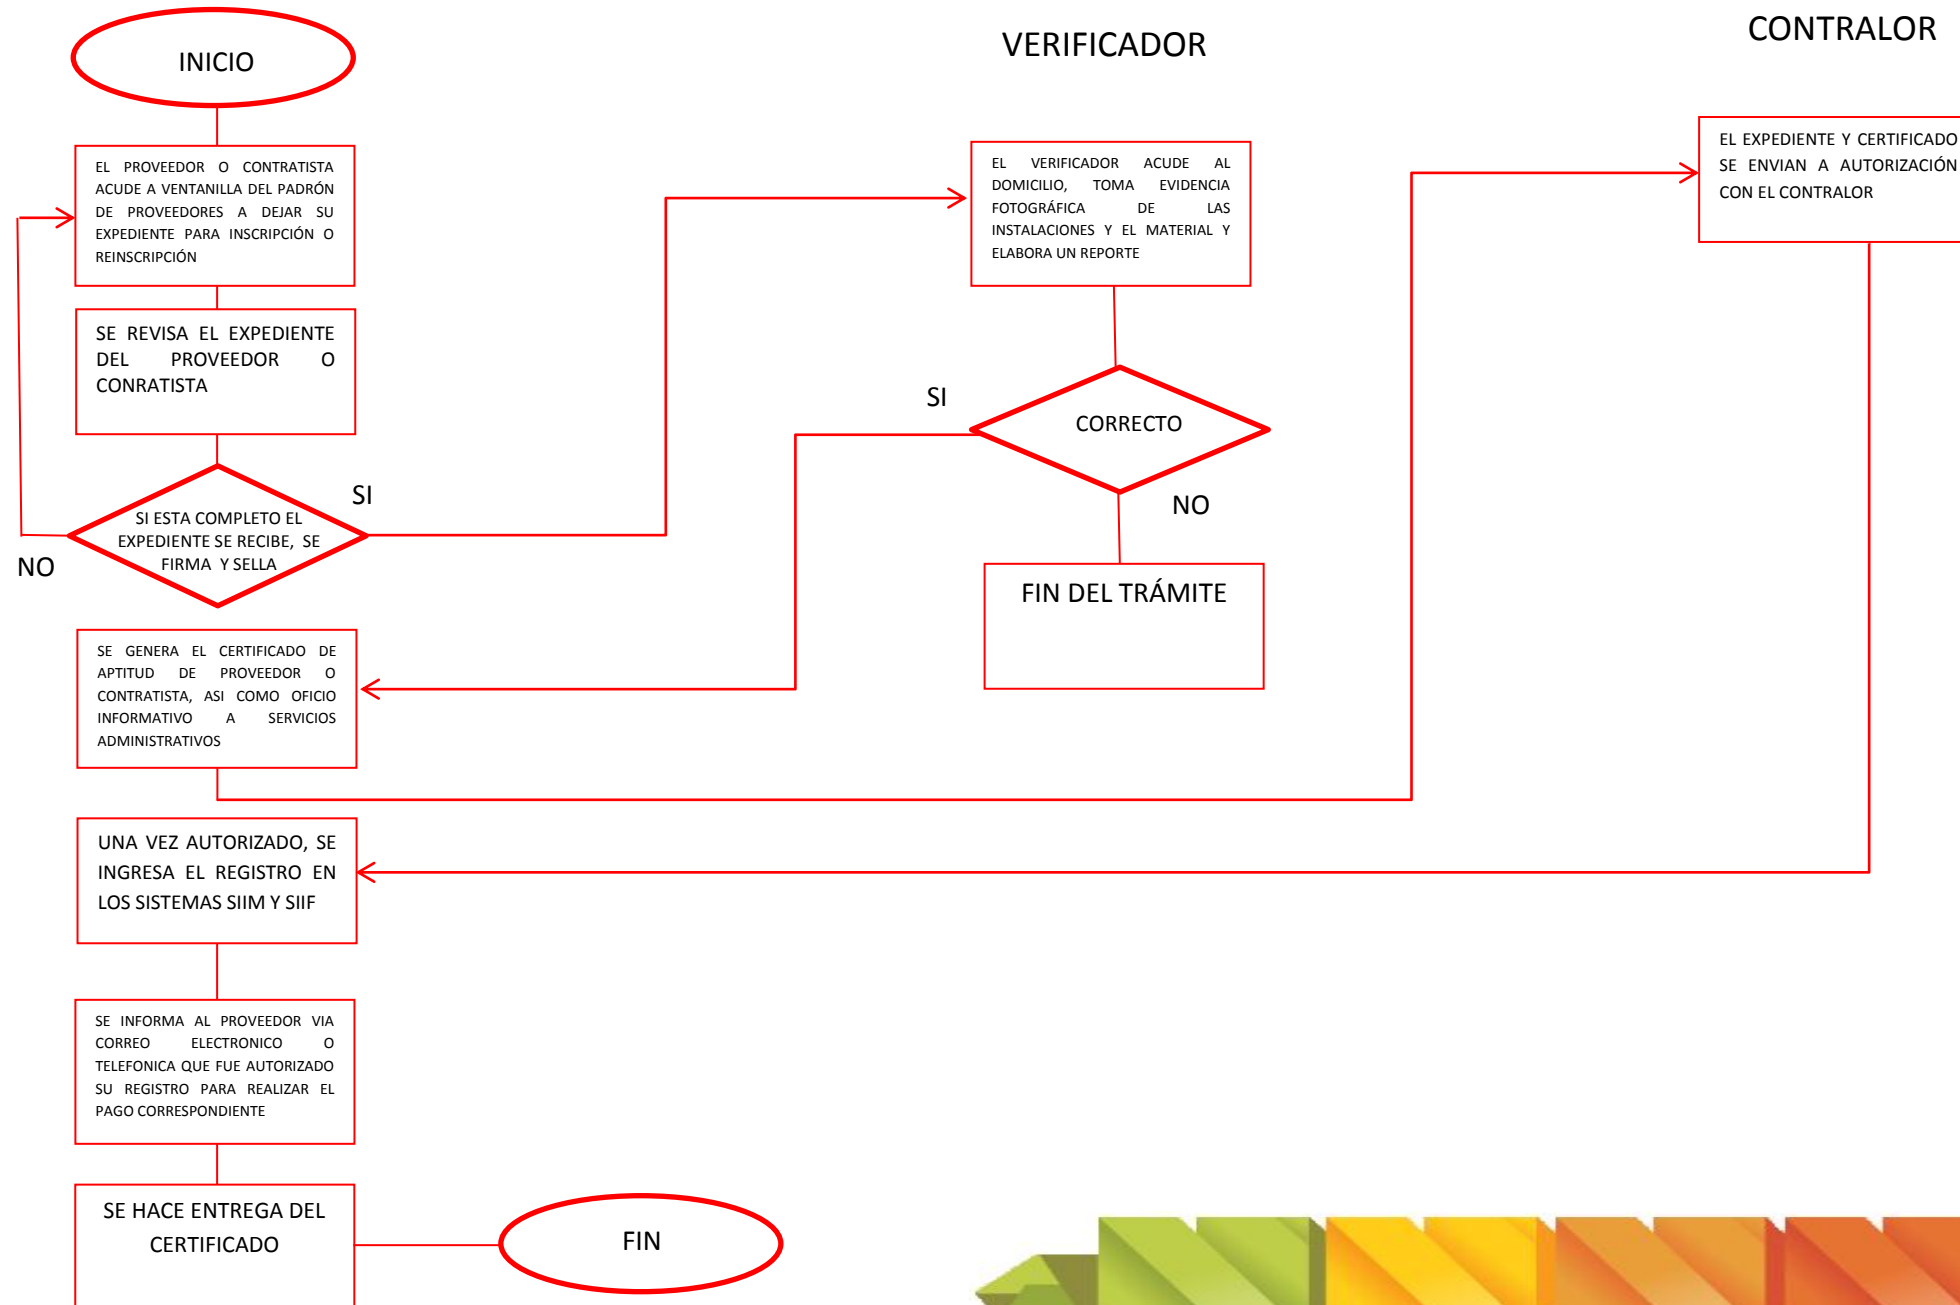 INICIO
VERIFICADOR
CONTRALOR
EL PROVEEDOR O CONTRATISTA
ACUDE A VENTANILLA DEL PADRÓN
DE PROVEEDORES A DEJAR SU
EXPEDIENTE PARA INSCRIPCIÓN O
REINSCRIPCIÓN
SE REVISA EL EXPEDIENTE
DEL PROVEEDOR O
CONRATISTA
SI ESTA COMPLETO EL
EXPEDIENTE SE RECIBE, SE
FIRMA Y SELLA
SI
NO
EL VERIFICADOR ACUDE AL
DOMICILIO, TOMA EVIDENCIA
FOTOGRÁFICA DE LAS
INSTALACIONES Y EL MATERIAL Y
ELABORA UN REPORTE
CORRECTO
SI
NO
FIN DEL TRÁMITE
SE GENERA EL CERTIFICADO DE
APTITUD DE PROVEEDOR O
CONTRATISTA, ASI COMO OFICIO
INFORMATIVO A SERVICIOS
ADMINISTRATIVOS
EL EXPEDIENTE Y CERTIFICADO
SE ENVIAN A AUTORIZACIÓN
CON EL CONTRALOR
UNA VEZ AUTORIZADO, SE
INGRESA EL REGISTRO EN
LOS SISTEMAS SIIM Y SIIF
SE INFORMA AL PROVEEDOR VIA
CORREO ELECTRONICO O
TELEFONICA QUE FUE AUTORIZADO
SU REGISTRO PARA REALIZAR EL
PAGO CORRESPONDIENTE
SE HACE ENTREGA DEL
CERTIFICADO
FIN